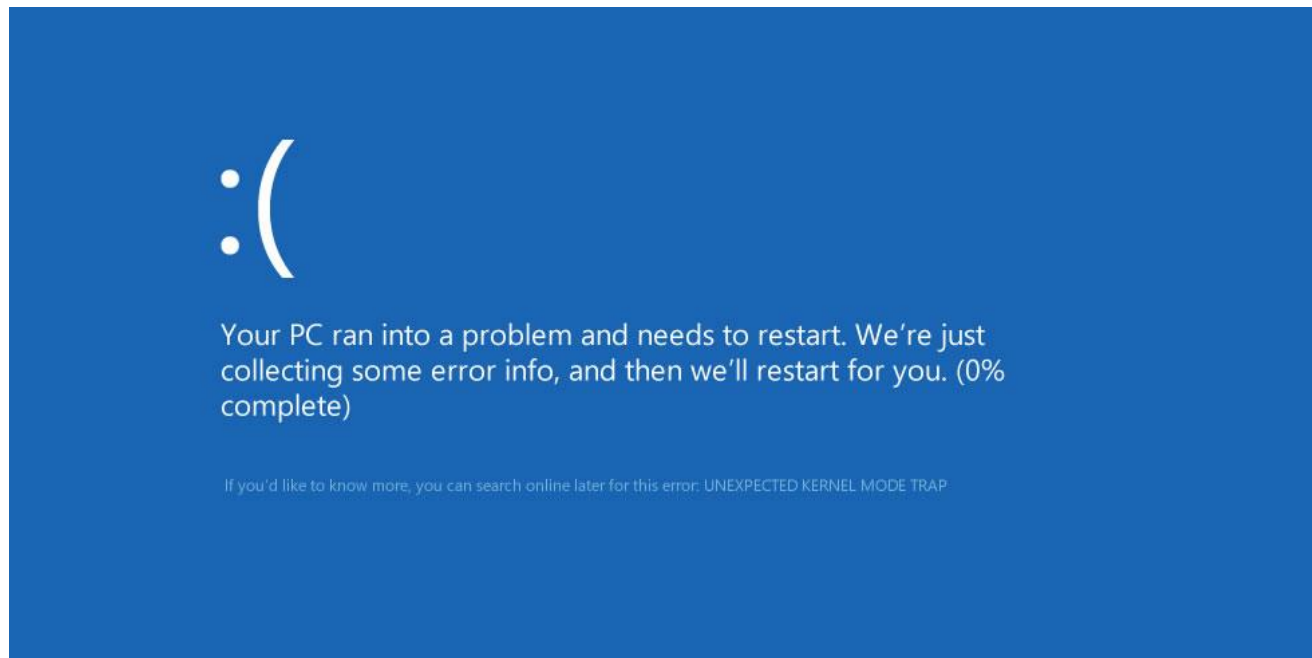 :(
Your PC ran into a problem and needs to restart. We’re just
collecting some error info, and then we’ll restart for you. (0%
complete)
If you’d like to know more, you can search online later for this error: UNEXPECTED KERNEL MODE TRAP